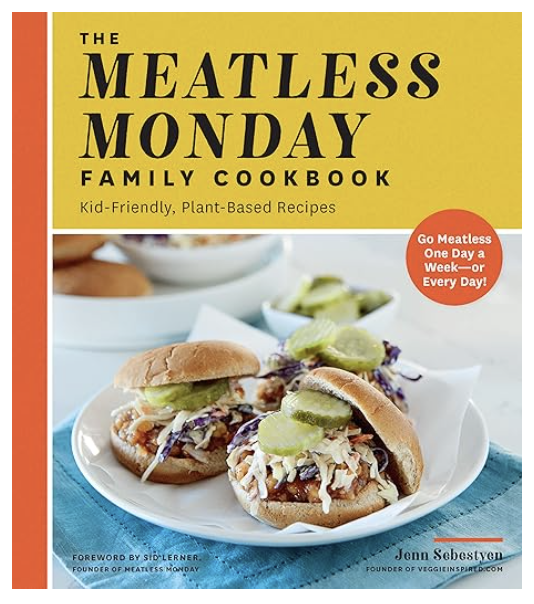 THE
MEATLESS
MONDAY
FAMILY COOKBOOK
Kid-Friendly, Plant-Based Recipes
Go Meatless
One Day a
Week—or
Every Day!
FOREWORD BY SID LERNER,
FOUNDER OF MEATLESS MONDAY
Jenn Sebestyen
FOUNDER OF VEGGIEINSPIRED.COM